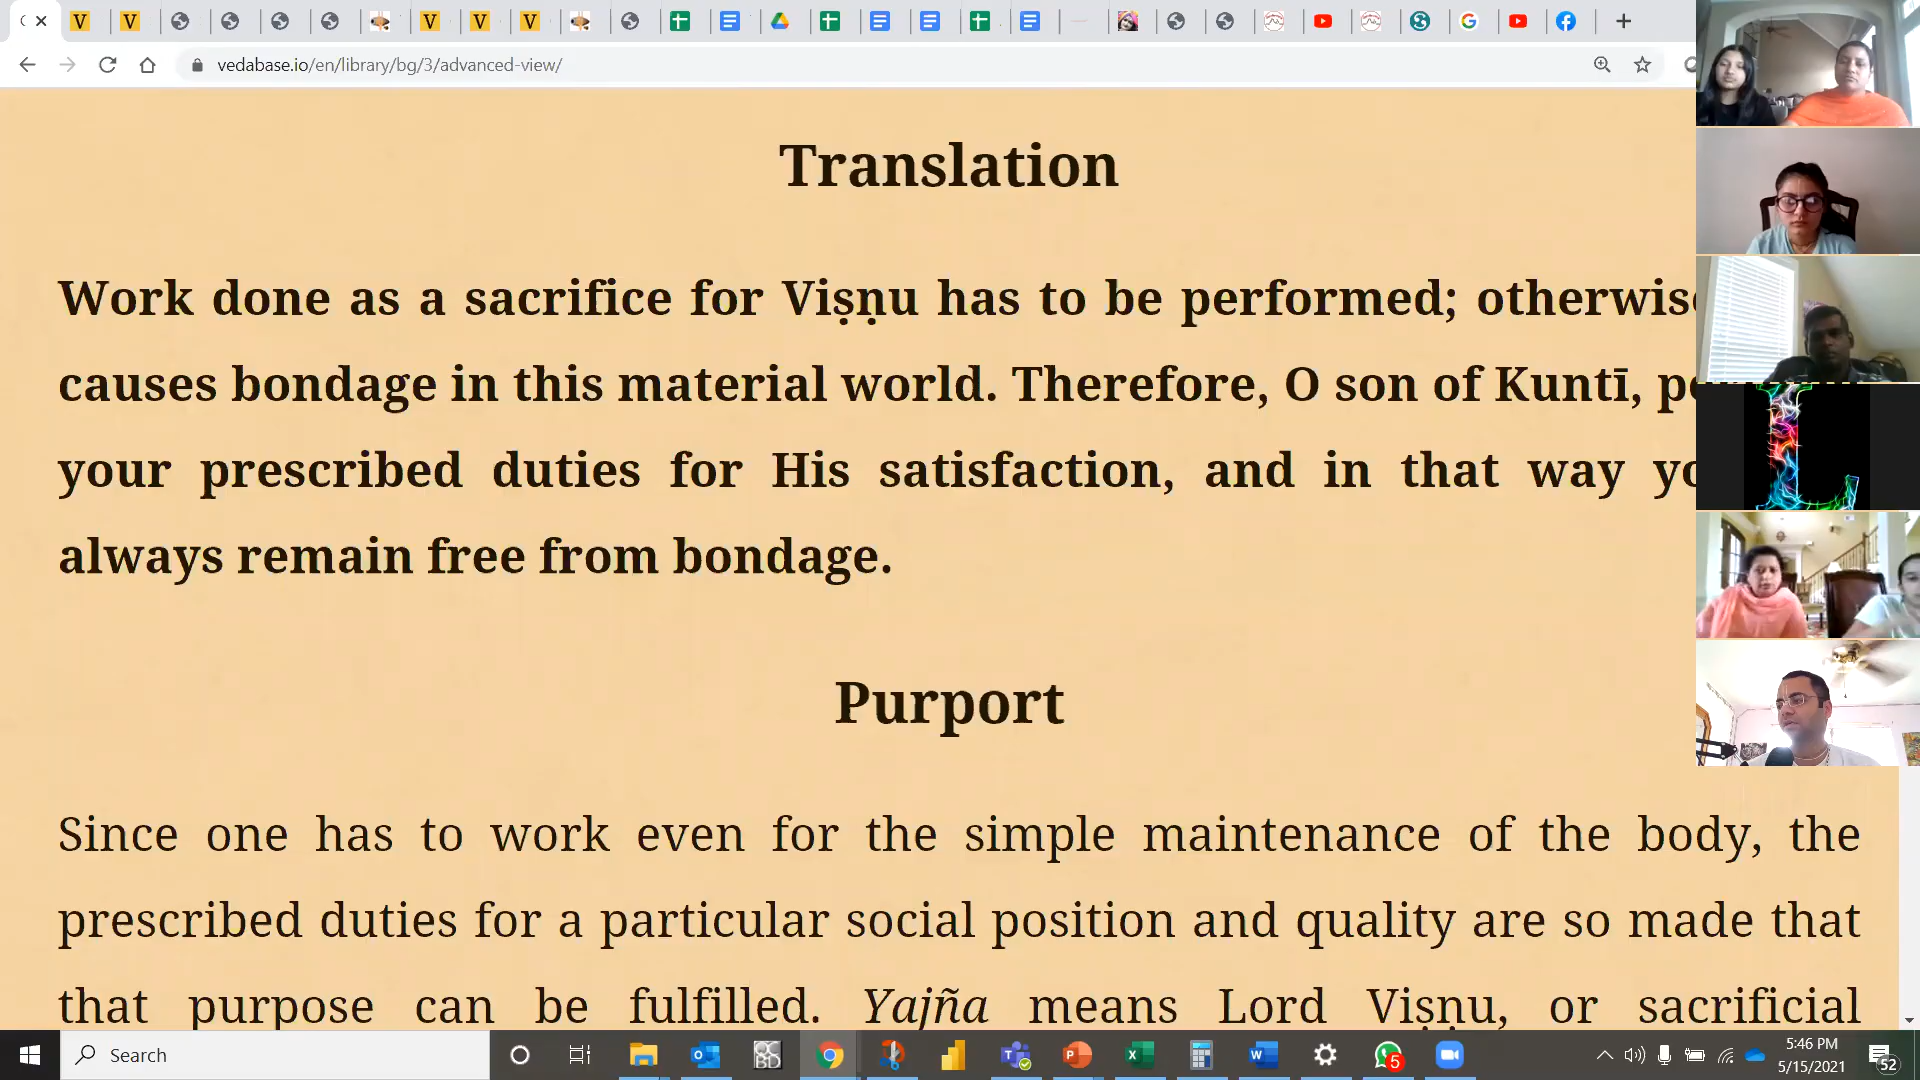 vedabase.io/en/library/bg/3/advanced-view/
Translation
Work done as a sacrifice for Viṣṇu has to be performed; otherwise
causes bondage in this material world. Therefore, O son of Kuntī,
your prescribed duties for His satisfaction, and in that way
always remain free from bondage.
Purport
Since one has to work even for the simple maintenance of the body, the
prescribed duties for a particular social position and quality are so made that
that purpose can be fulfilled. Yajña means Lord Viṣṇu, or sacrificial
Search
5
5:46 PM
5/15/2021
52